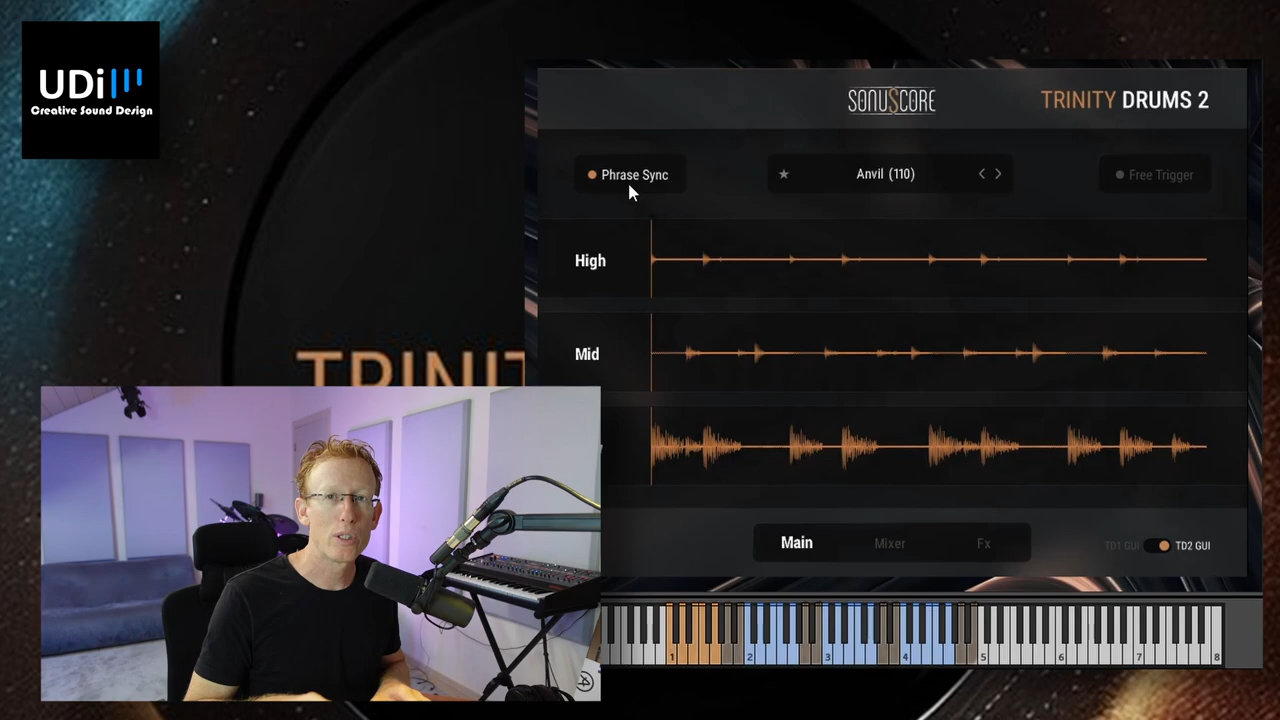 UDi
Creative Sound Design
SONUSCORE
TRINITY DRUMS 2
Phrase Sync
★ Anvil (110) < >
Free Trigger
High
Mid
TRINIT
Main Mixer Fx
TD1 GUI TD2 GUI
1 2 3 4 5 6 7 8